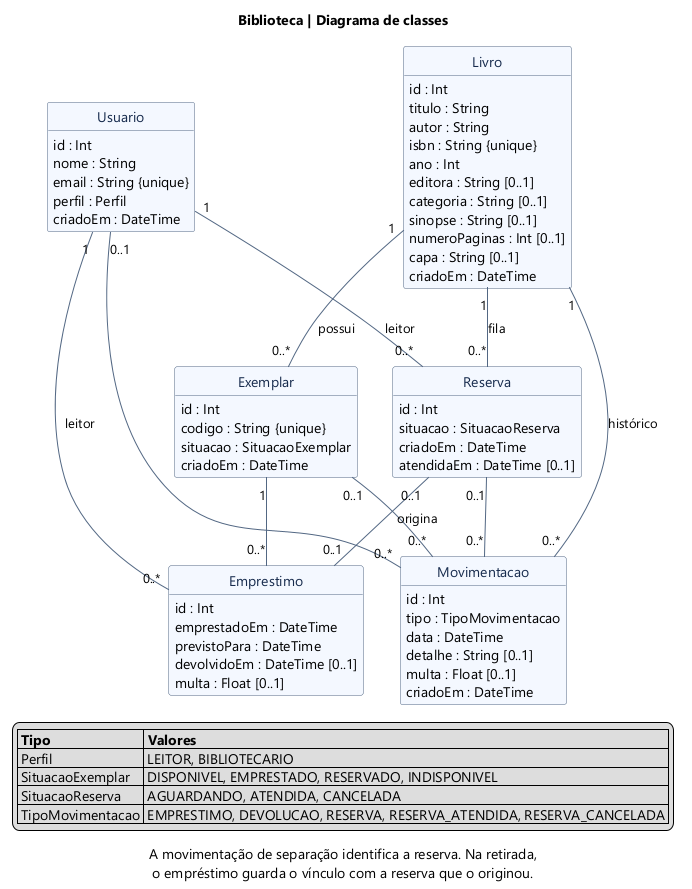 Biblioteca | Diagrama de classes
Livro
id : Int
titulo : String
autor : String
isbn : String {unique}
ano : Int
editora : String [0..1]
categoria : String [0..1]
sinopse : String [0..1]
numeroPaginas : Int [0..1]
capa : String [0..1]
criadoEm : DateTime
Usuario
id : Int
nome : String
email : String {unique}
perfil : Perfil
criadoEm : DateTime
1
1
1
0..1
1
1
possui
leitor
fila
0..*
0..*
0..*
leitor
histórico
Exemplar
id : Int
codigo : String {unique}
situacao : SituacaoExemplar
criadoEm : DateTime
Reserva
id : Int
situacao : SituacaoReserva
criadoEm : DateTime
atendidaEm : DateTime [0..1]
1
0..1
0..1
0..1
origina
0..*
0..1
0..*
0..*
0..*
0..*
0..*
Emprestimo
id : Int
emprestadoEm : DateTime
previstoPara : DateTime
devolvidoEm : DateTime [0..1]
multa : Float [0..1]
Movimentacao
id : Int
tipo : TipoMovimentacao
data : DateTime
detalhe : String [0..1]
multa : Float [0..1]
criadoEm : DateTime
Tipo Valores
Perfil LEITOR, BIBLIOTECARIO
SituacaoExemplar DISPONIVEL, EMPRESTADO, RESERVADO, INDISPONIVEL
SituacaoReserva AGUARDANDO, ATENDIDA, CANCELADA
TipoMovimentacao EMPRESTIMO, DEVOLUCAO, RESERVA, RESERVA_ATENDIDA, RESERVA_CANCELADA
A movimentação de separação identifica a reserva. Na retirada,
o empréstimo guarda o vínculo com a reserva que o originou.